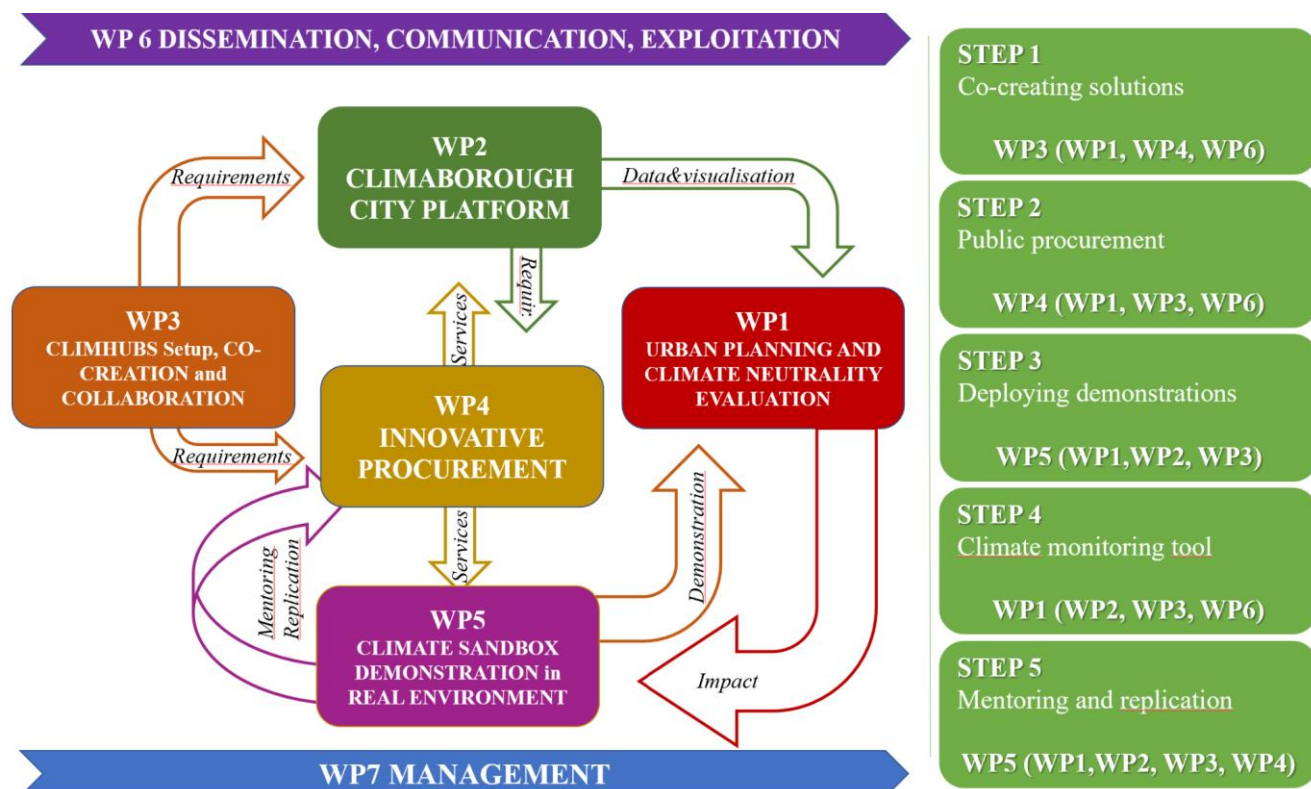 WP 6 DISSEMINATION, COMMUNICATION, EXPLOITATION
WP2
CLIMABOROUGH
CITY PLATFORM
Requirements
Data&visualisation
Requir.
Services
WP3
CLIMHUBS Setup, CO-
CREATION and
COLLABORATION
WP1
URBAN PLANNING AND
CLIMATE NEUTRALITY
EVALUATION
WP4
INNOVATIVE
PROCUREMENT
Requirements
Mentoring
Replication
Services
Demonstration
WP5
CLIMATE SANDBOX
DEMONSTRATION in
REAL ENVIRONMENT
Impact
WP7 MANAGEMENT
STEP 1
Co-creating solutions
WP3 (WP1, WP4, WP6)
STEP 2
Public procurement
WP4 (WP1, WP3, WP6)
STEP 3
Deploying demonstrations
WP5 (WP1,WP2, WP3)
STEP 4
Climate monitoring tool
WP1 (WP2, WP3, WP6)
STEP 5
Mentoring and replication
WP5 (WP1,WP2, WP3, WP4)